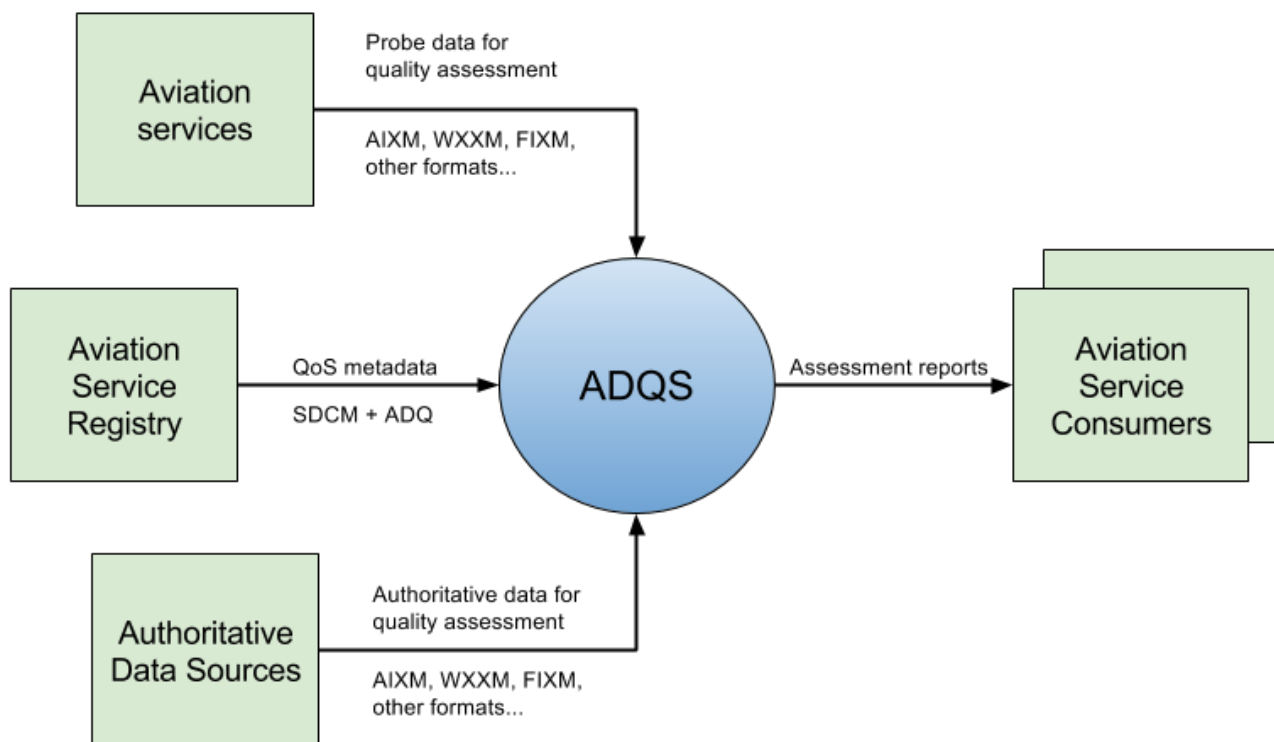 Aviation
services
Probe data for
quality assessment
AIXM, WXXM, FIXM,
other formats...
Aviation
Service
Registry
QoS metadata
SDCM + ADQ
ADQS
Assessment reports
Aviation
Service
Consumers
Authoritative
Data Sources
Authoritative data for
quality assessment
AIXM, WXXM, FIXM,
other formats...